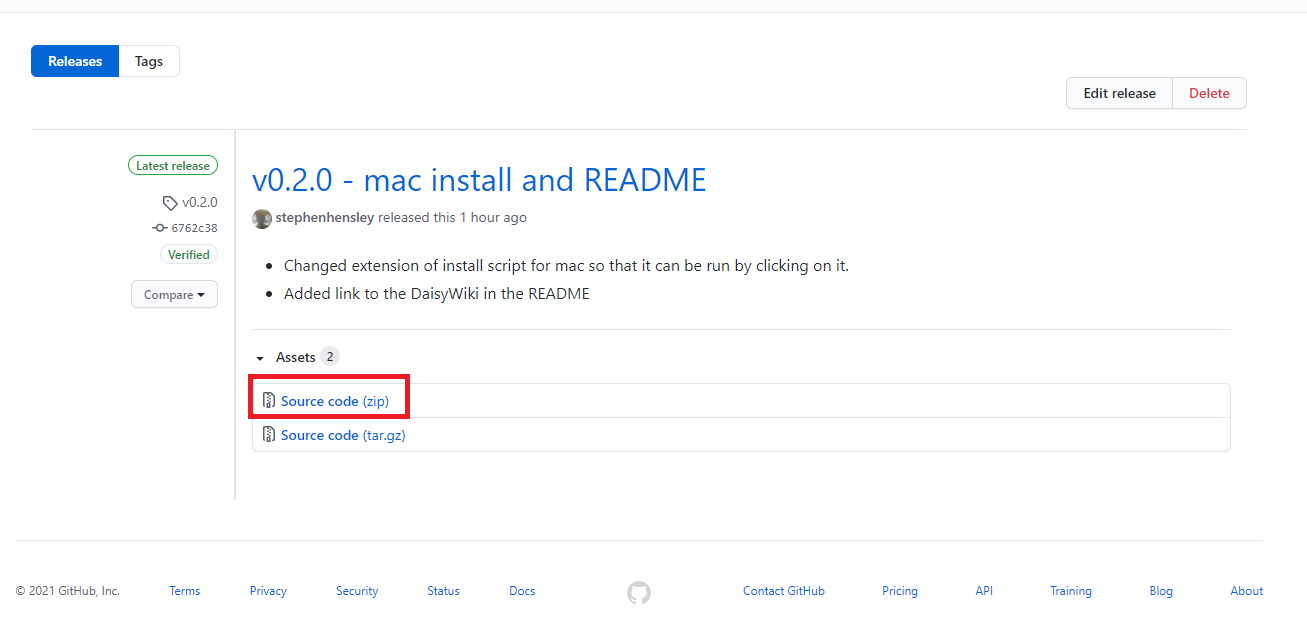 Releases Tags
Edit release Delete
Latest release
v0.2.0
6762c38
Verified
Compare
v0.2.0 - mac install and README
stephenhensley released this 1 hour ago
Changed extension of install script for mac so that it can be run by clicking on it.
Added link to the DaisyWiki in the README
Assets 2
Source code (zip)
Source code (tar.gz)
© 2021 GitHub, Inc. Terms Privacy Security Status Docs Contact GitHub Pricing API Training Blog About